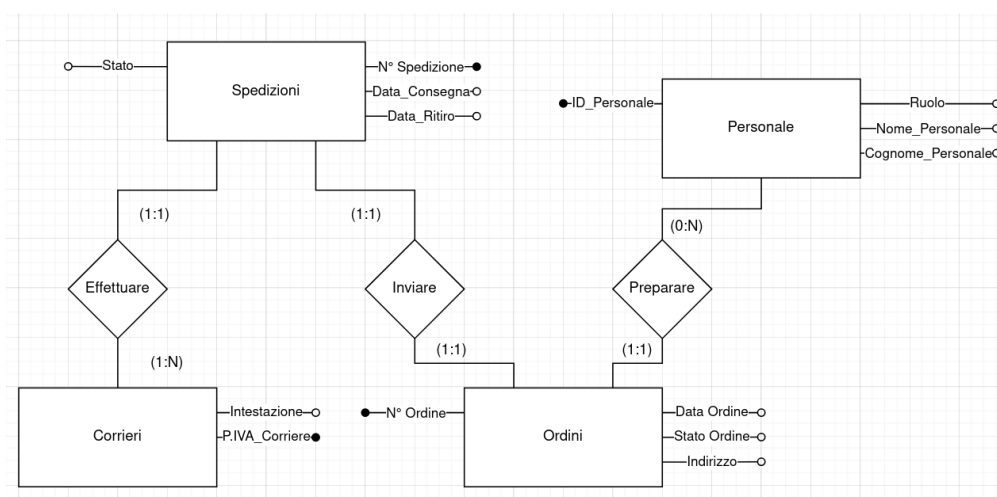 Stato
Spedizioni
N° Spedizione
Data_Consegna
Data_Ritiro
ID_Personale
Personale
Ruolo
Nome_Personale
Cognome_Personale
(1:1)
(1:1)
(0:N)
Effettuare
Inviare
Preparare
(1:N)
(1:1)
(1:1)
Corrieri
Intestazione
P.IVA_Corriere
N° Ordine
Ordini
Data Ordine
Stato Ordine
Indirizzo